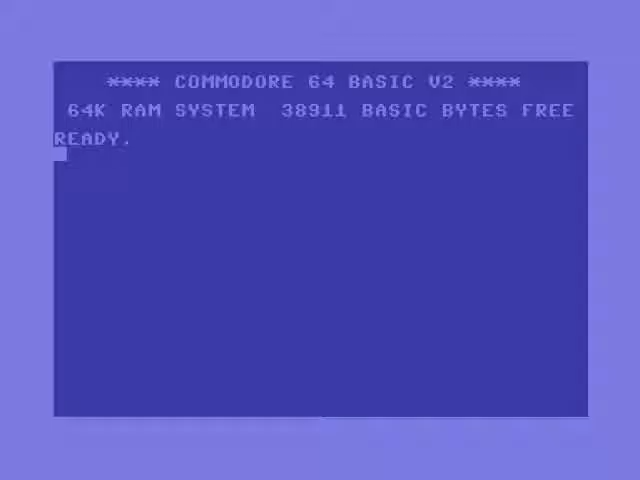 **** COMMODORE 64 BASIC V2 ****
64K RAM SYSTEM  38911 BASIC BYTES FREE
READY.